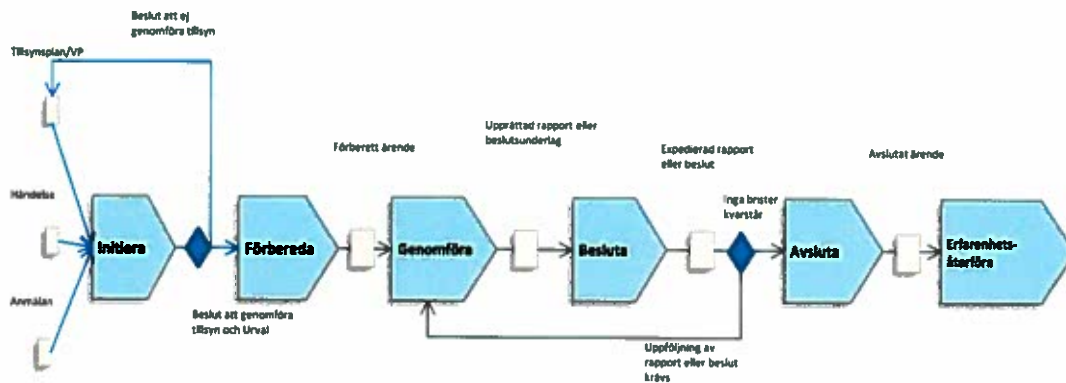 Beslut att ej
genomföra tillsyn
Tillsynsplan/VP
Händelse
Anmälan
Initiera
Beslut att genomföra
tillsyn och Urval
Förbereda
Förberett ärende
Genomföra
Upprättad rapport eller
beslutsunderlag
Besluta
Expedierad rapport
eller beslut
Inga brister
kvarstår
Uppföljning av
rapport eller beslut
krävs
Avsluta
Avslutat ärende
Erfarenhets-
återföra